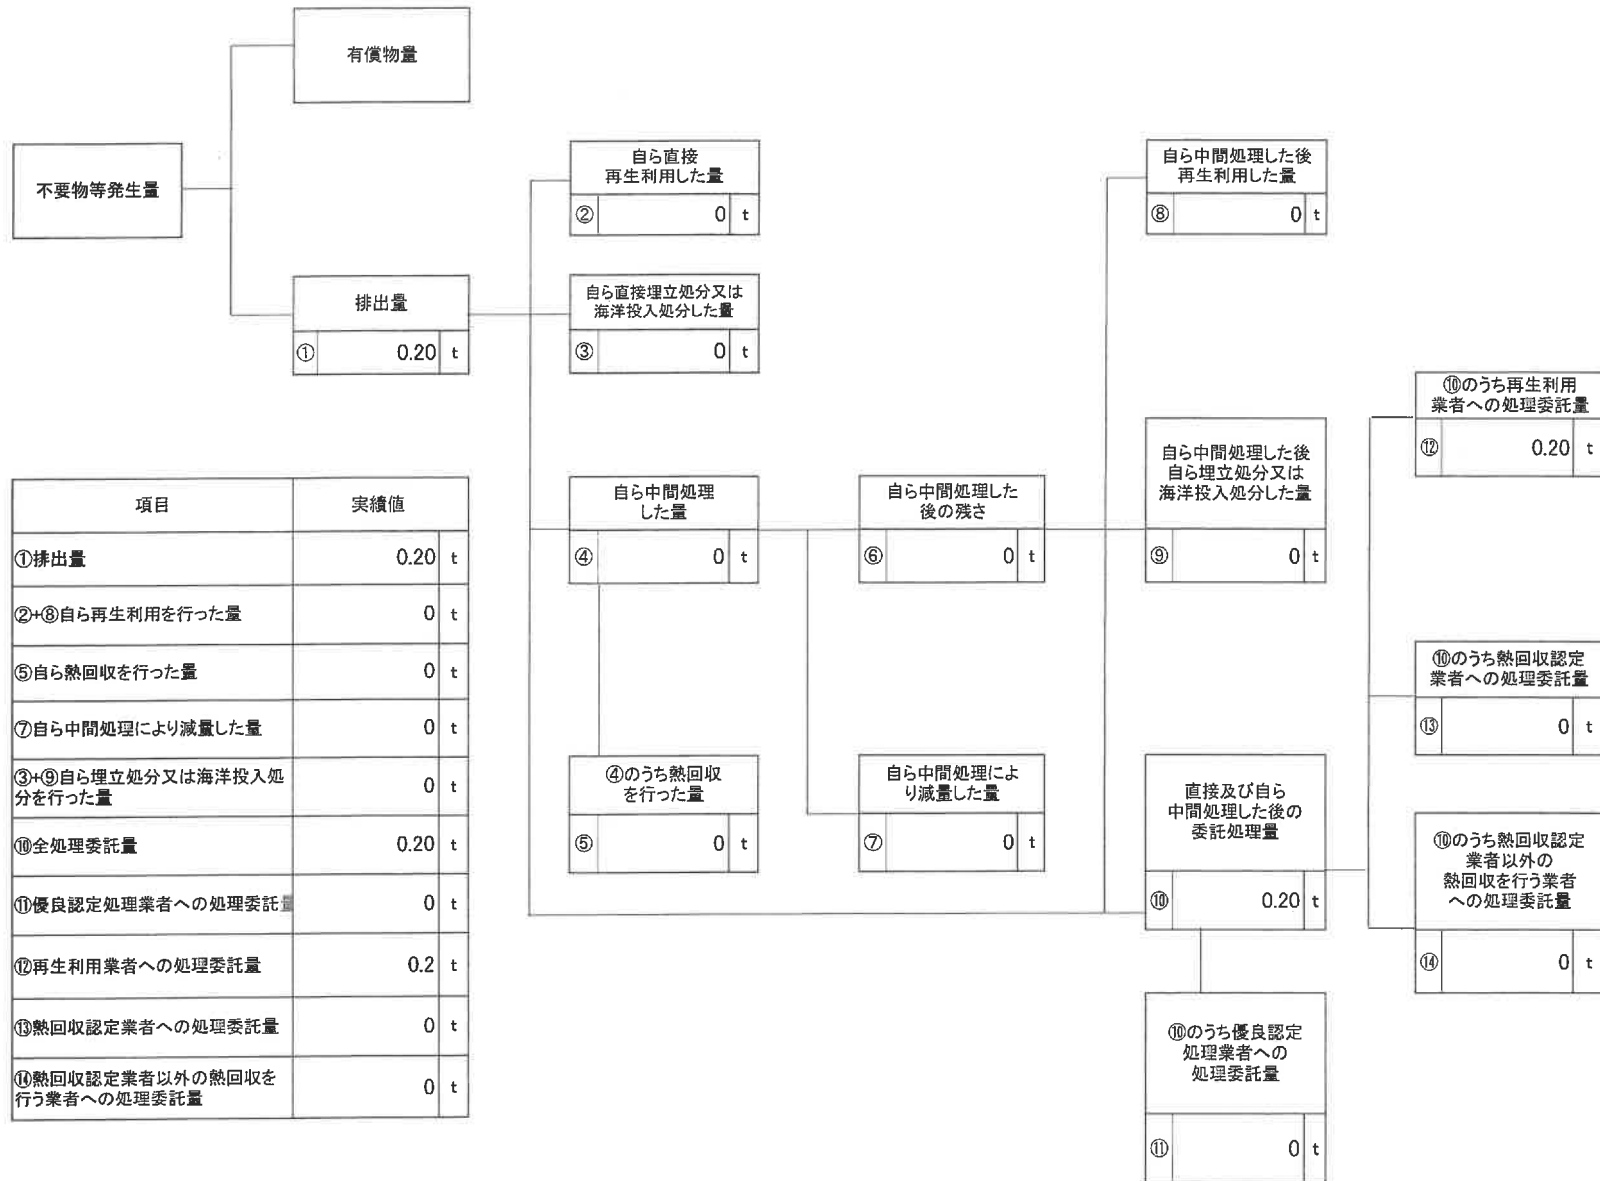 有償物量
不要物等発生量
排出量
① 0.20 t
自ら直接
再生利用した量
② 0 t
自ら直接埋立処分又は
海洋投入処分した量
③ 0 t
自ら中間処理
した量
④ 0 t
④のうち熱回収
を行った量
⑤ 0 t
自ら中間処理した
後の残さ
⑥ 0 t
自ら中間処理によ
り減量した量
⑦ 0 t
自ら中間処理した後
再生利用した量
⑧ 0 t
自ら中間処理した後
自ら埋立処分又は
海洋投入処分した量
⑨ 0 t
直接及び自ら
中間処理した後の
委託処理量
⑩ 0.20 t
⑩のうち優良認定
処理業者への
処理委託量
⑪ 0 t
⑩のうち再生利用
業者への処理委託量
⑫ 0.20 t
⑩のうち熱回収認定
業者への処理委託量
⑬ 0 t
⑩のうち熱回収認定
業者以外の
熱回収を行う業者
への処理委託量
⑭ 0 t
項目 実績値
①排出量 0.20 t
②+⑧自ら再生利用を行った量 0 t
⑤自ら熱回収を行った量 0 t
⑦自ら中間処理により減量した量 0 t
③+⑨自ら埋立処分又は海洋投入処
分を行った量 0 t
⑩全処理委託量 0.20 t
⑪優良認定処理業者への処理委託量 0 t
⑫再生利用業者への処理委託量 0.2 t
⑬熱回収認定業者への処理委託量 0 t
⑭熱回収認定業者以外の熱回収を
行う業者への処理委託量 0 t